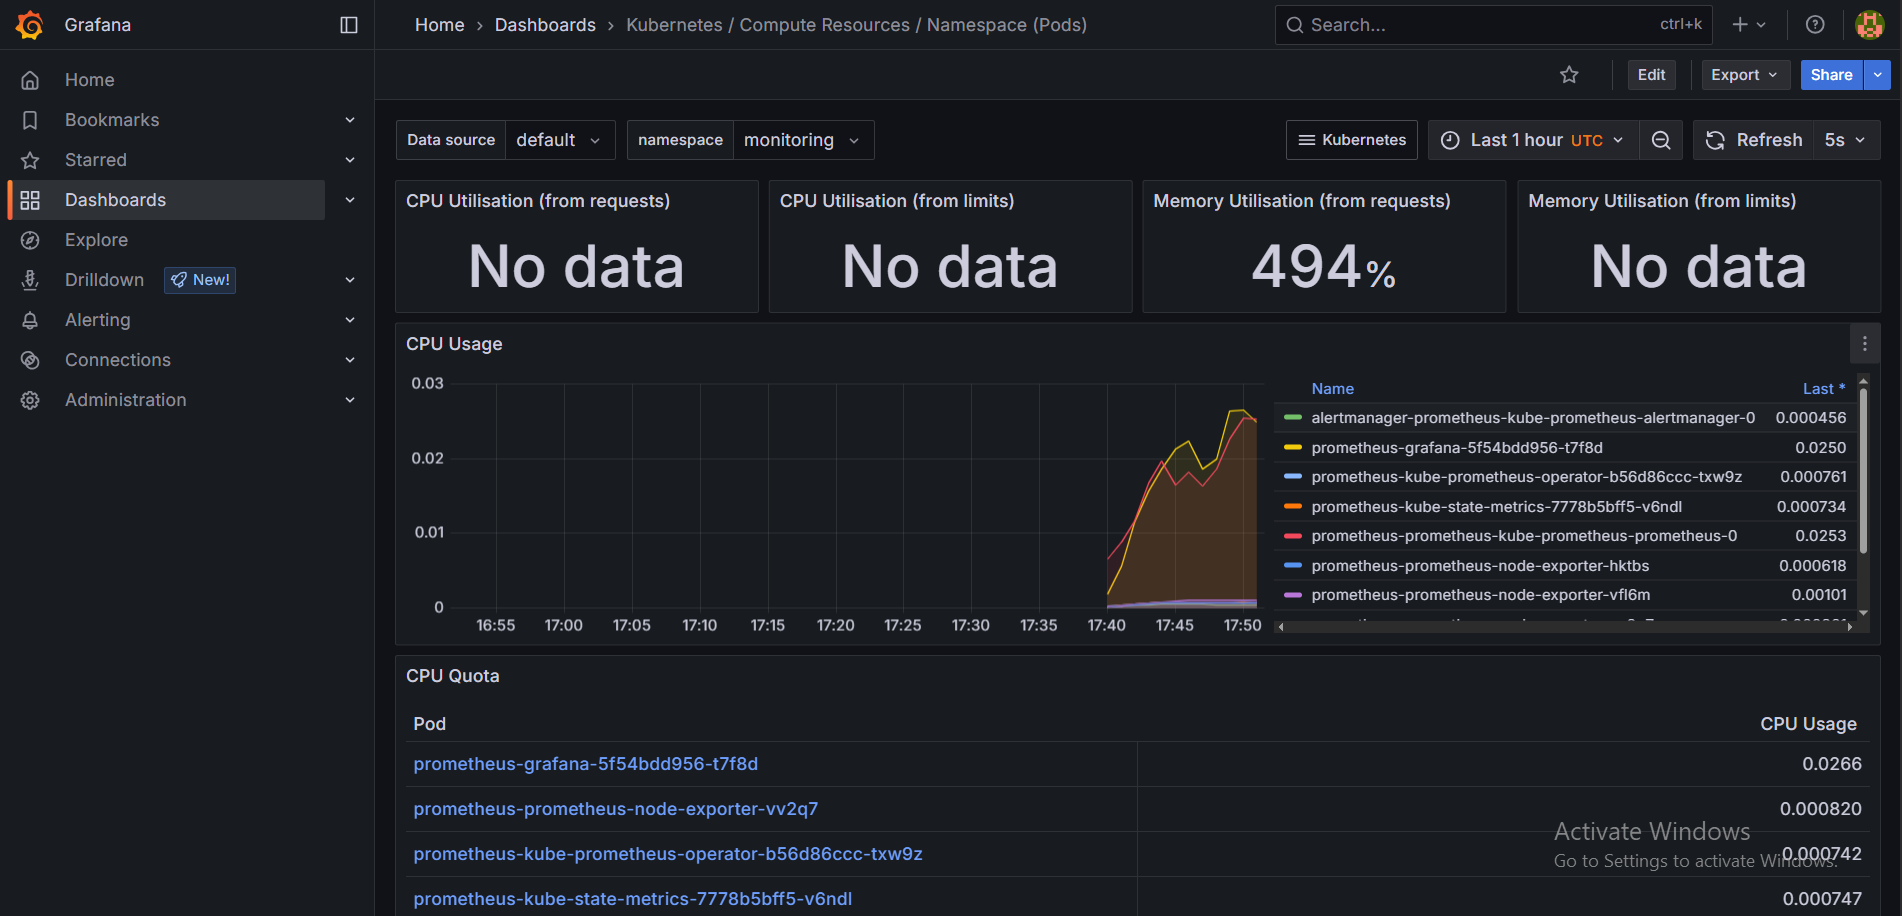 Grafana
Home › Dashboards › Kubernetes / Compute Resources / Namespace (Pods)
Search... ctrl+k
Home
Bookmarks
Starred
Dashboards
Explore
Drilldown New!
Alerting
Connections
Administration
Edit Export Share
Data source default namespace monitoring Kubernetes Last 1 hour UTC Refresh 5s
CPU Utilisation (from requests)
No data
CPU Utilisation (from limits)
No data
Memory Utilisation (from requests)
494%
Memory Utilisation (from limits)
No data
CPU Usage
0.03
0.02
0.01
0
16:55 17:00 17:05 17:10 17:15 17:20 17:25 17:30 17:35 17:40 17:45 17:50
Name Last *
alertmanager-prometheus-kube-prometheus-alertmanager-0 0.000456
prometheus-grafana-5f54bdd956-t7f8d 0.0250
prometheus-kube-prometheus-operator-b56d86ccc-txw9z 0.000761
prometheus-kube-state-metrics-7778b5bff5-v6ndl 0.000734
prometheus-prometheus-kube-prometheus-prometheus-0 0.0253
prometheus-prometheus-node-exporter-hktbs 0.000618
prometheus-prometheus-node-exporter-vfl6m 0.00101
CPU Quota
Pod CPU Usage
prometheus-grafana-5f54bdd956-t7f8d 0.0266
prometheus-prometheus-node-exporter-vv2q7 0.000820
prometheus-kube-prometheus-operator-b56d86ccc-txw9z 0.000742
prometheus-kube-state-metrics-7778b5bff5-v6ndl 0.000747
Activate Windows
Go to Settings to activate Windows.